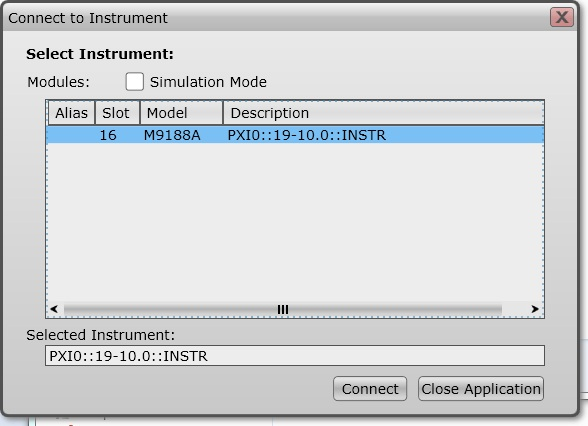 Connect to Instrument
Select Instrument:
Modules: Simulation Mode
Alias Slot Model Description
16 M9188A PXI0::19-10.0::INSTR
Selected Instrument:
PXI0::19-10.0::INSTR
Connect Close Application